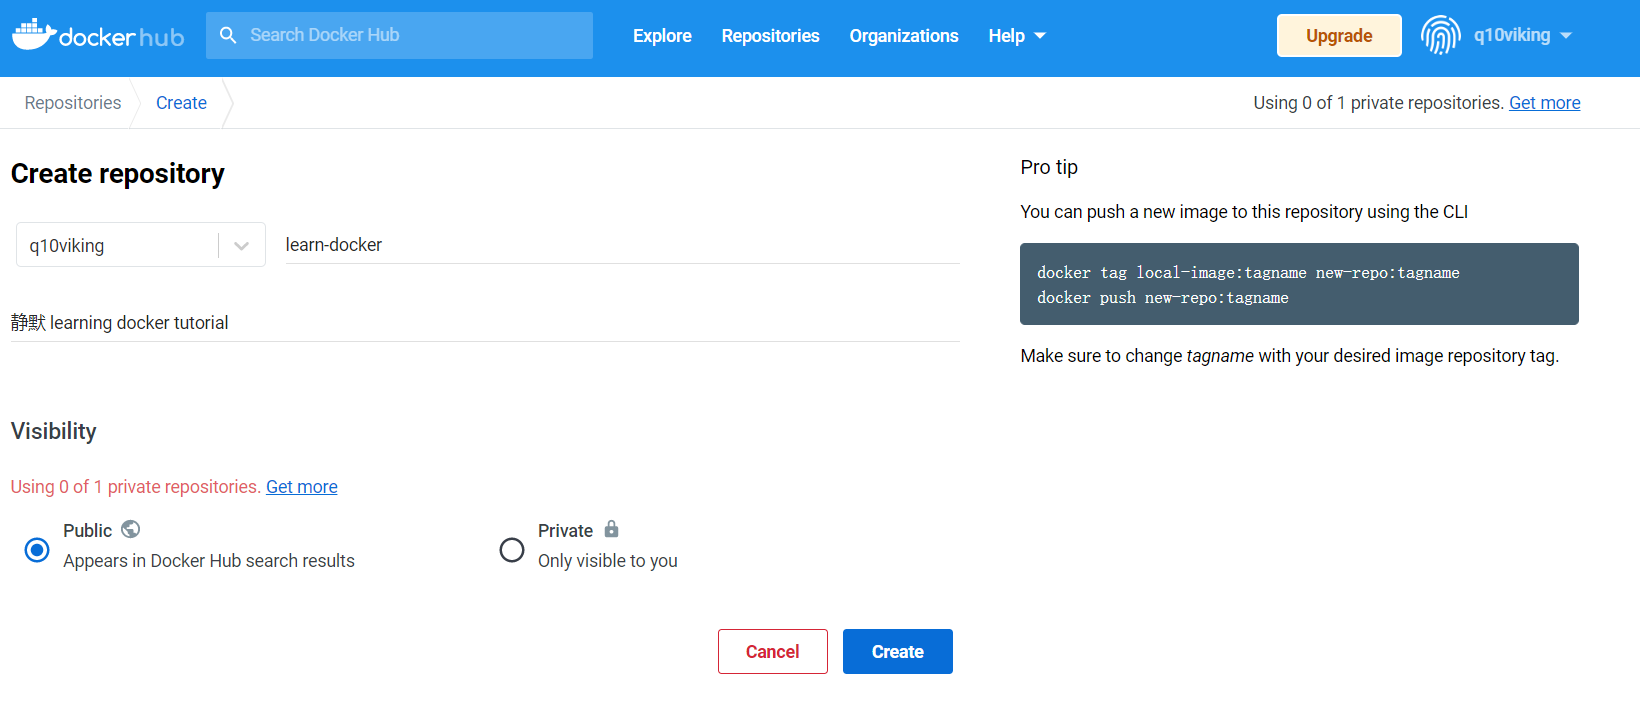 docker hub Search Docker Hub Explore Repositories Organizations Help Upgrade q10viking
Repositories Create Using 0 of 1 private repositories. Get more
Create repository
q10viking learn-docker
静默 learning docker tutorial
Visibility
Using 0 of 1 private repositories. Get more
Public
Appears in Docker Hub search results
Private
Only visible to you
Cancel Create
Pro tip
You can push a new image to this repository using the CLI
docker tag local-image:tagname new-repo:tagname
docker push new-repo:tagname
Make sure to change tagname with your desired image repository tag.